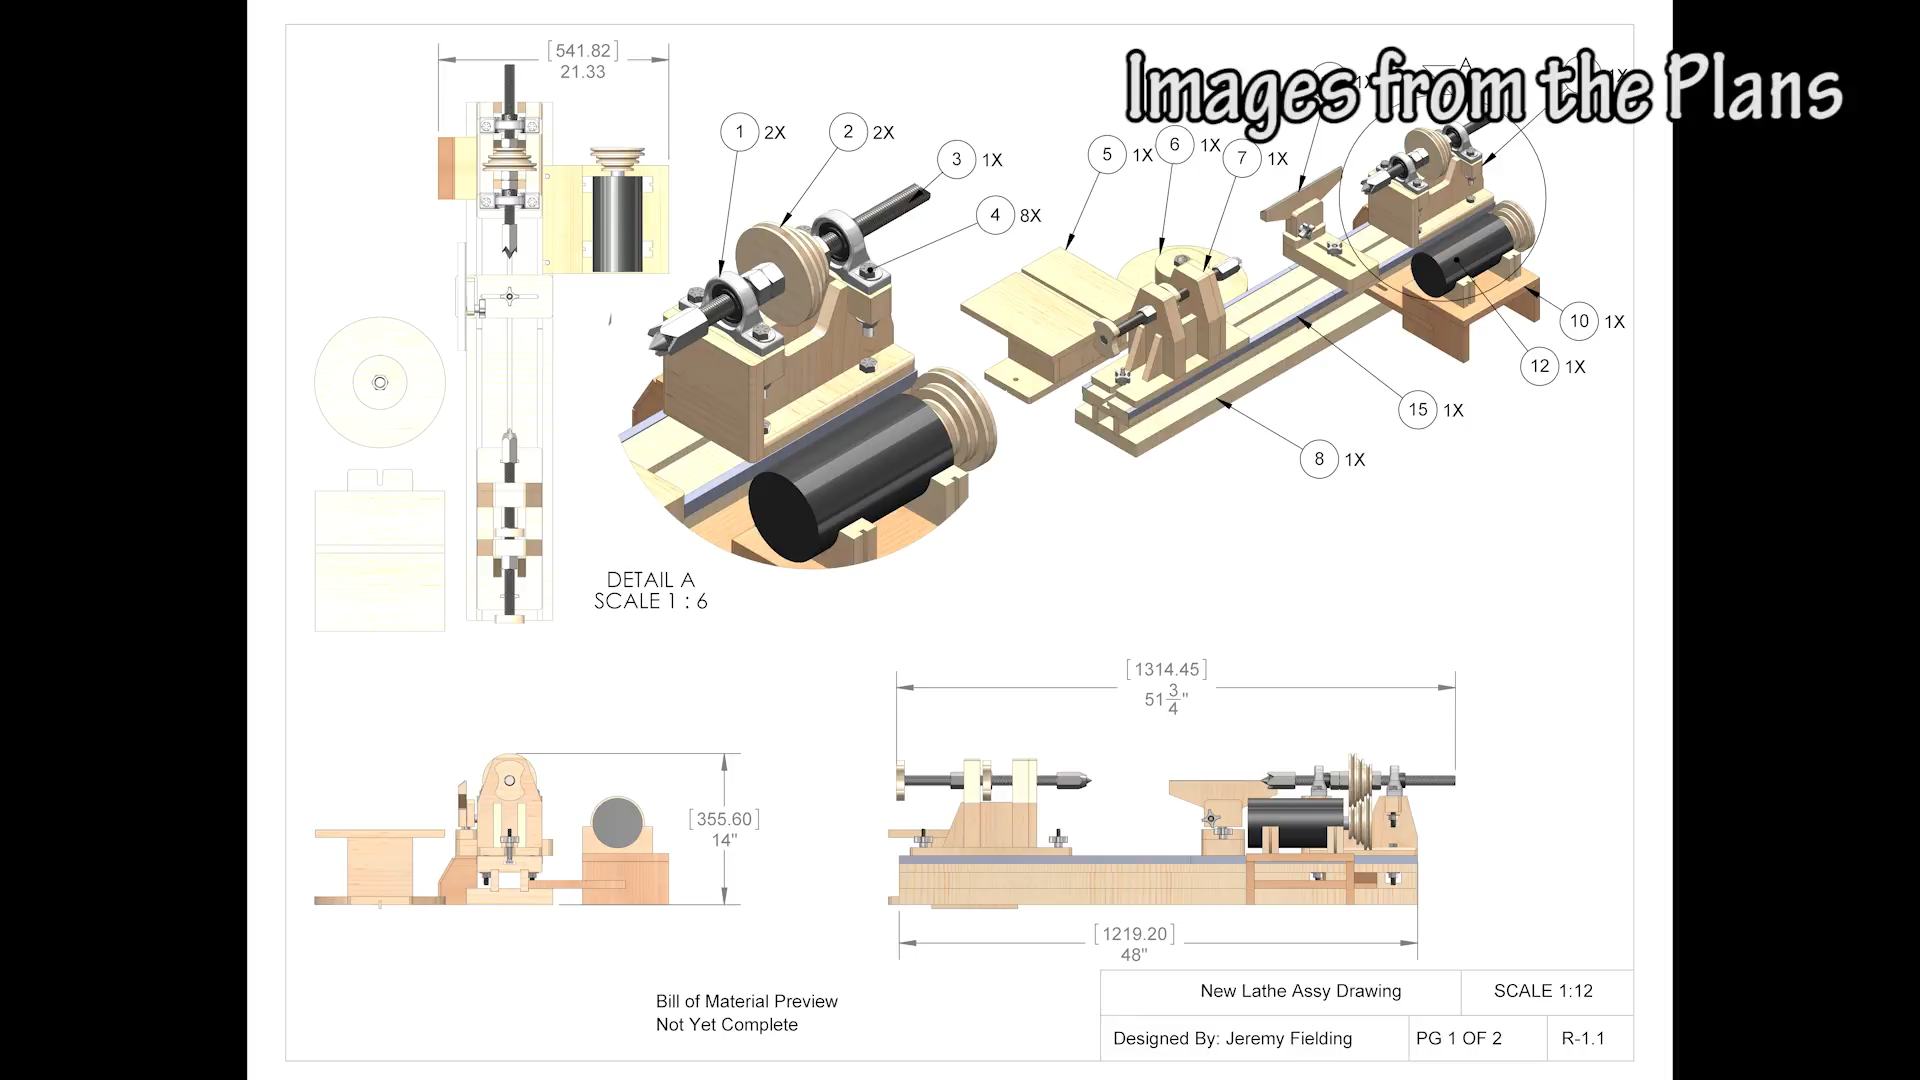 Images from the Plans
[541.82]
21.33
1 2X
2 2X
3 1X
4 8X
5 1X
6 1X
7 1X
1X
A
1X
10 1X
12 1X
15 1X
8 1X
DETAIL A
SCALE 1 : 6
[1314.45]
51 3/4"
[355.60]
14"
[1219.20]
48"
Bill of Material Preview
Not Yet Complete
New Lathe Assy Drawing
SCALE 1:12
Designed By: Jeremy Fielding
PG 1 OF 2
R-1.1